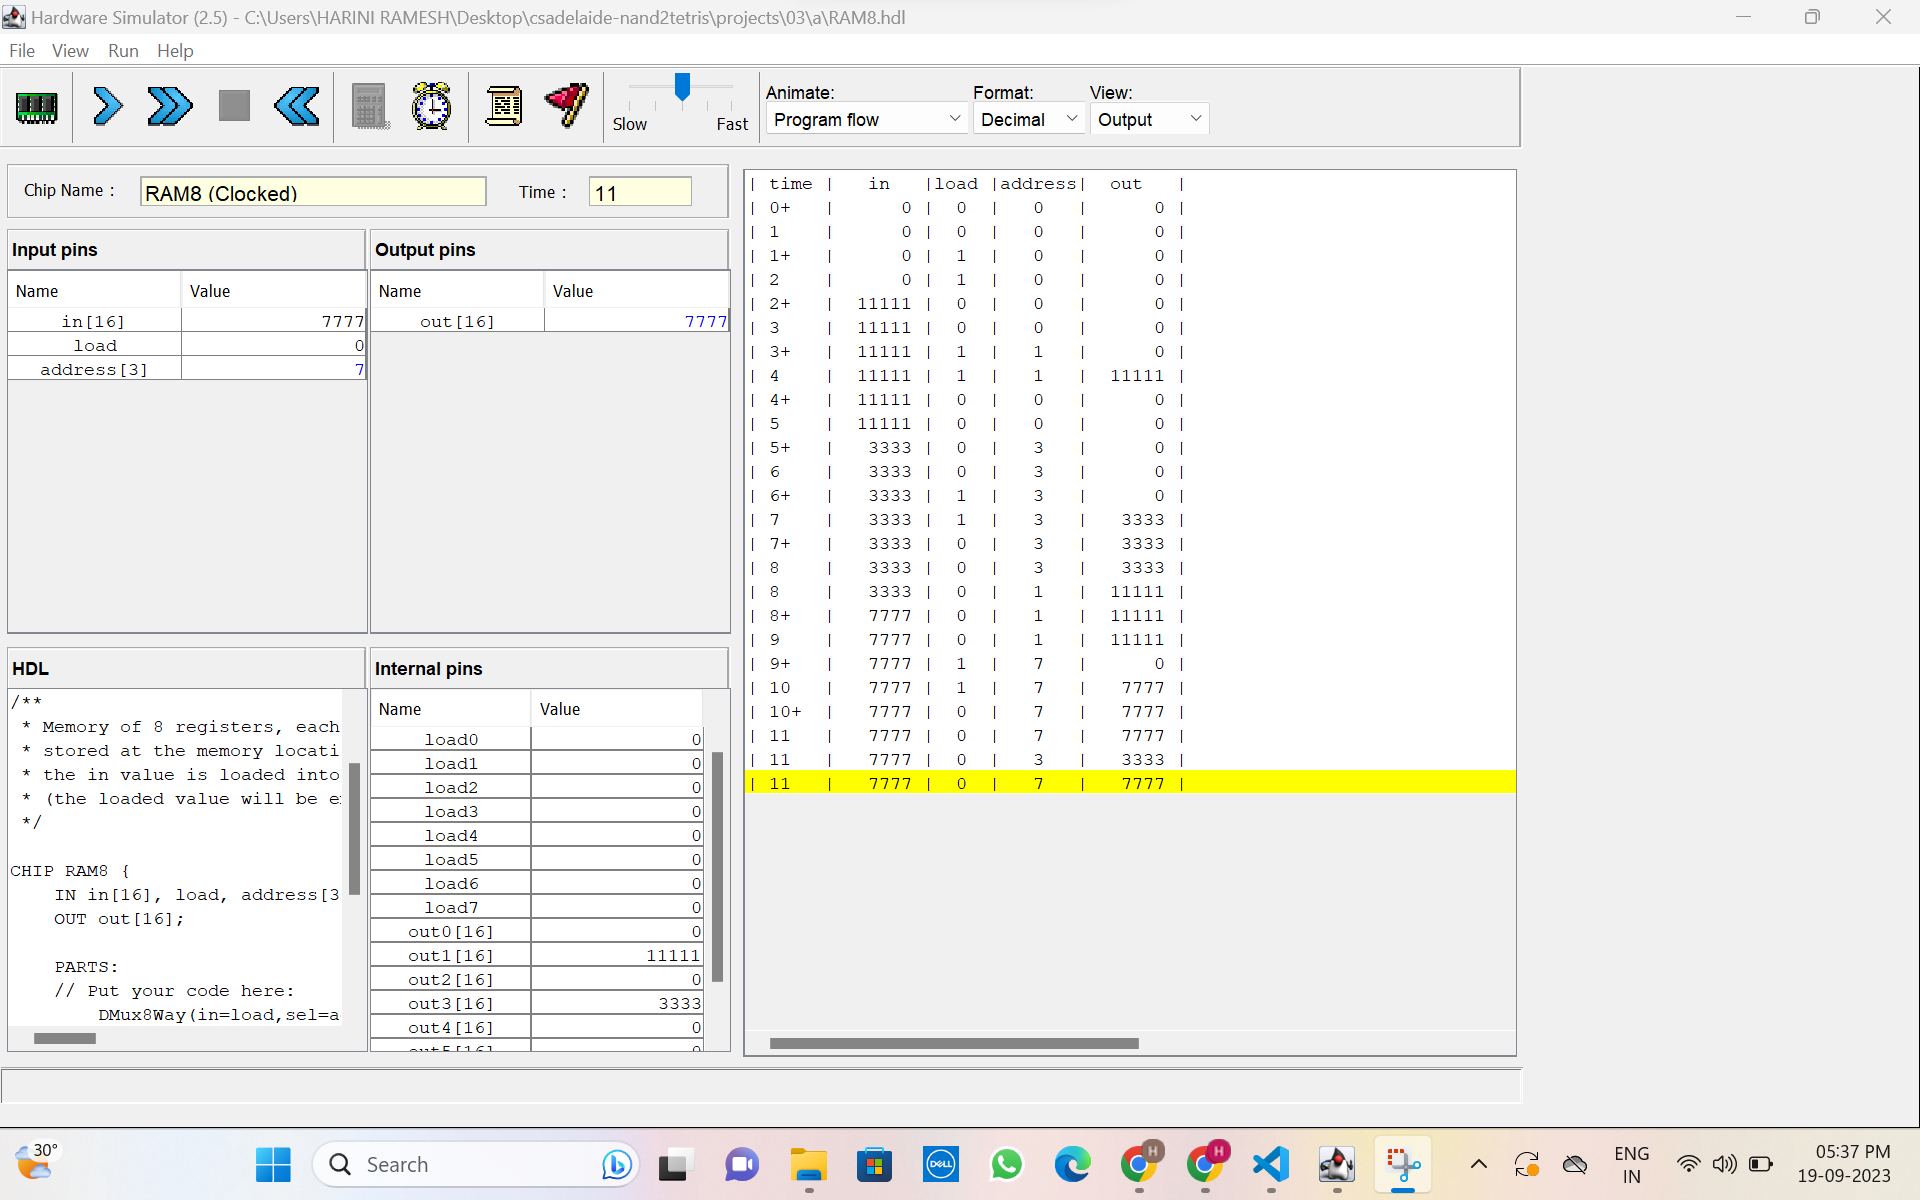 Hardware Simulator (2.5) - C:\Users\HARINI RAMESH\Desktop\csadelaide-nand2tetris\projects\03\a\RAM8.hdl
File View Run Help
Animate: Format: View:
Slow Fast Program flow Decimal Output
Chip Name : RAM8 (Clocked) Time : 11
Input pins
Name Value
in[16] 7777
load 0
address[3] 7
Output pins
Name Value
out[16] 7777
HDL
/**
* Memory of 8 registers, each
* stored at the memory locati
* the in value is loaded into
* (the loaded value will be e
*/
CHIP RAM8 {
IN in[16], load, address[3
OUT out[16];
PARTS:
// Put your code here:
DMux8Way(in=load,sel=a
Internal pins
Name Value
load0 0
load1 0
load2 0
load3 0
load4 0
load5 0
load6 0
load7 0
out0[16] 0
out1[16] 11111
out2[16] 0
out3[16] 3333
out4[16] 0
out5[16] 0
| time | in |load |address| out |
| 0+ | 0 | 0 | 0 | 0 |
| 1 | 0 | 0 | 0 | 0 |
| 1+ | 0 | 1 | 0 | 0 |
| 2 | 0 | 1 | 0 | 0 |
| 2+ | 11111 | 0 | 0 | 0 |
| 3 | 11111 | 0 | 0 | 0 |
| 3+ | 11111 | 1 | 1 | 0 |
| 4 | 11111 | 1 | 1 | 11111 |
| 4+ | 11111 | 0 | 0 | 0 |
| 5 | 11111 | 0 | 0 | 0 |
| 5+ | 3333 | 0 | 3 | 0 |
| 6 | 3333 | 0 | 3 | 0 |
| 6+ | 3333 | 1 | 3 | 0 |
| 7 | 3333 | 1 | 3 | 3333 |
| 7+ | 3333 | 0 | 3 | 3333 |
| 8 | 3333 | 0 | 3 | 3333 |
| 8 | 3333 | 0 | 1 | 11111 |
| 8+ | 7777 | 0 | 1 | 11111 |
| 9 | 7777 | 0 | 1 | 11111 |
| 9+ | 7777 | 1 | 7 | 0 |
| 10 | 7777 | 1 | 7 | 7777 |
| 10+ | 7777 | 0 | 7 | 7777 |
| 11 | 7777 | 0 | 7 | 7777 |
| 11 | 7777 | 0 | 3 | 3333 |
| 11 | 7777 | 0 | 7 | 7777 |
30°
Search
DELL
H
H
ENG
IN
05:37 PM
19-09-2023